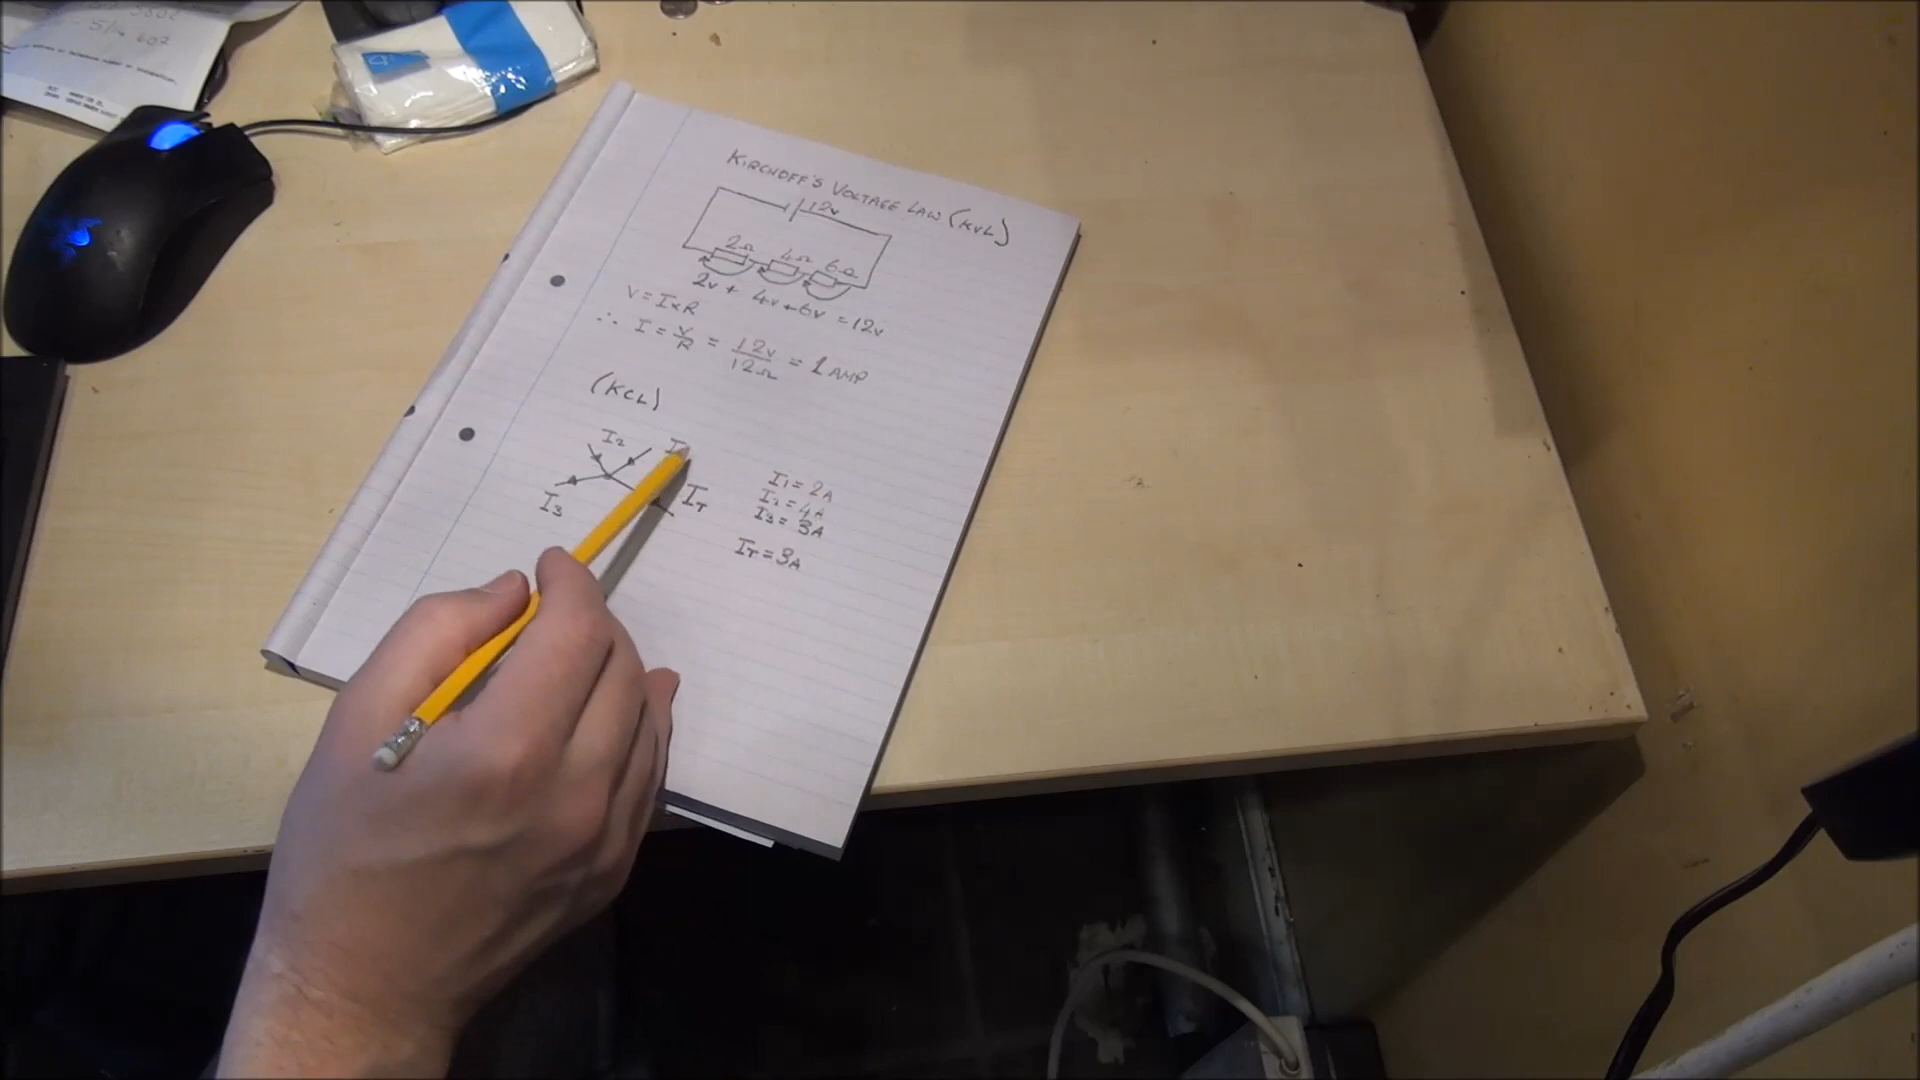 KIRCHOFF'S VOLTAGE LAW (KVL)
12v
2Ω 4Ω 6Ω
2v + 4v + 6v = 12v
V = I×R
∴ I = V/R = 12v/12Ω = 1 AMP
(KCL)
I2
I3
IT
I1 = 2A
I2 = 4A
I3 = 3A
IT = 3A